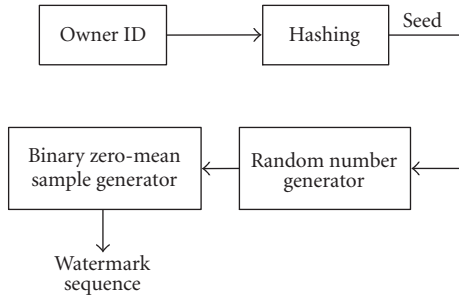 Owner ID
Hashing
Seed
Binary zero-mean
sample generator
Random number
generator
Watermark
sequence